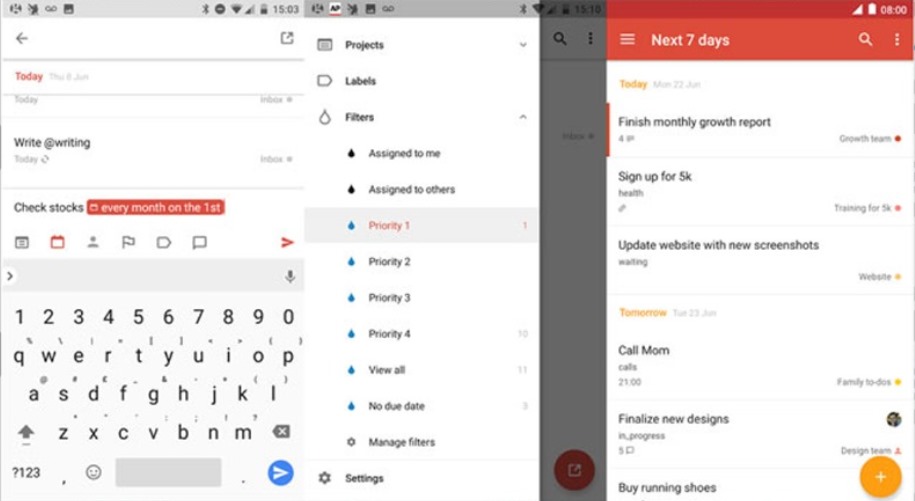 15:03
Today Thu 8 Jun
Today Inbox
Write @writing
Today Inbox
Check stocks every month on the 1st
1 2 3 4 5 6 7 8 9 0
q w e r t y u i o p
a s d f g h j k l
z x c v b n m
?123 , .
AP 15:10
Projects
Labels
Filters
Inbox
Assigned to me
Assigned to others
Priority 1 1
Priority 2
Priority 3
Priority 4 10
View all 11
No due date 3
Manage filters
Settings
08:00
Next 7 days
Today Mon 22 Jun
Finish monthly growth report
4 Growth team
Sign up for 5k
health
Training for 5k
Update website with new screenshots
waiting
Website
Tomorrow Tue 23 Jun
Call Mom
calls
21:00 Family to-dos
Finalize new designs
in_progress
5 Design team
Buy running shoes
+